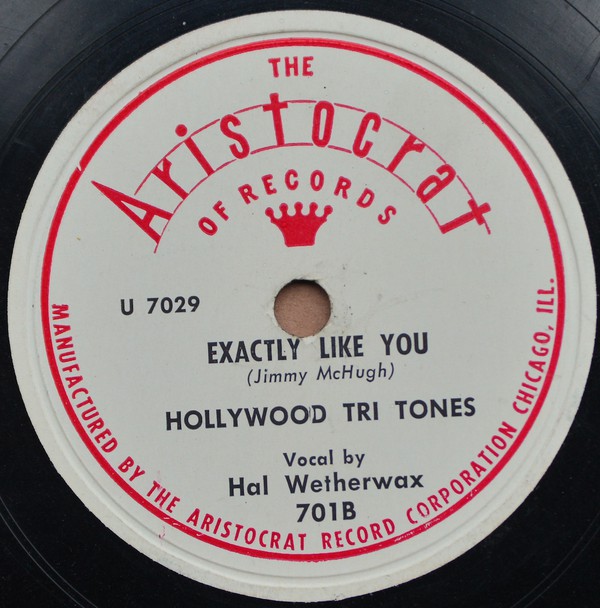 THE
Aristocrat
OF RECORDS
U 7029
EXACTLY LIKE YOU
(Jimmy McHugh)
HOLLYWOOD TRI TONES
Vocal by
Hal Wetherwax
701B
MANUFACTURED BY THE ARISTOCRAT RECORD CORPORATION CHICAGO, ILL.